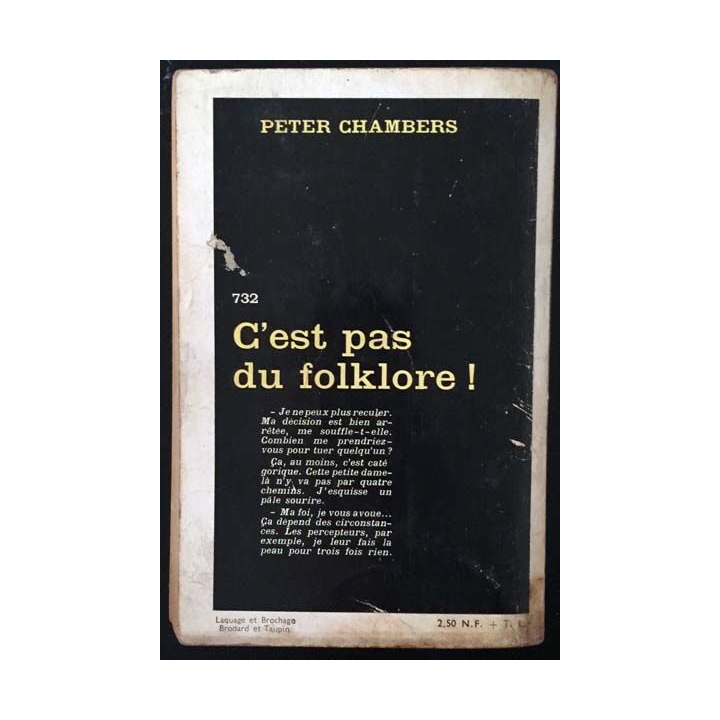 PETER CHAMBERS
732
C'est pas
du folklore !
– Je ne peux plus reculer.
Ma décision est bien ar-
rêtée, me souffle-t-elle.
Combien me prendriez-
vous pour tuer quelqu'un ?
Ça, au moins, c'est caté
gorique. Cette petite dame-
là n'y va pas par quatre
chemins. J'esquisse un
pâle sourire.
– Ma foi, je vous avoue...
Ça dépend des circonstan-
ces. Les percepteurs, par
exemple, je leur fais la
peau pour trois fois rien.
Laquage et Brochage
Brodard et Taupin
2,50 N.F. + T.